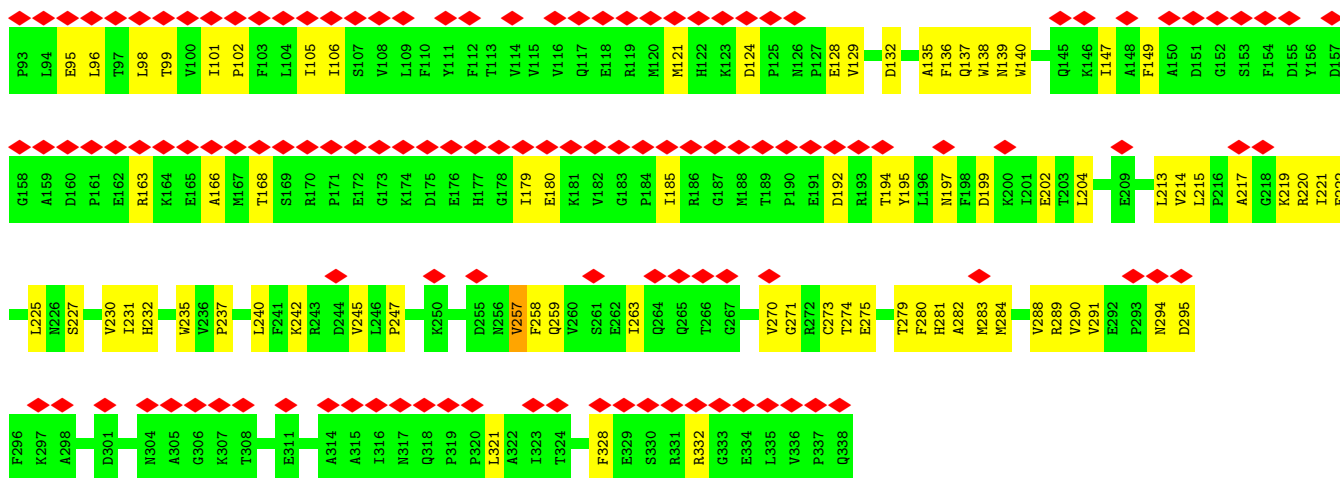 P93 L94 E95 L96 T97 L98 T99 V100 I101 P102 F103 L104 I105 I106 S107 V108 L109 F110 Y111 F112 T113 V114 V115 V116 Q117 E118 R119 M120 M121 H122 K123 D124 P125 N126 P127 E128 V129 D132 A135 F136 Q137 W138 N139 W140 Q145 K146 I147 A148 F149 A150 D151 G152 S153 F154 D155 Y156 D157
G158 A159 D160 P161 E162 R163 K164 E165 A166 M167 T168 S169 R170 P171 E172 G173 K174 D175 E176 H177 G178 I179 E180 K181 V182 G183 P184 I185 R186 G187 M188 T189 P190 E191 D192 R193 T194 Y195 L196 N197 F198 D199 K200 I201 E202 T203 L204 E209 L213 V214 L215 P216 A217 G218 K219 R220 I221
L225 N226 S227 V230 I231 H232 W235 V236 P237 L240 F241 K242 R243 D244 V245 L246 P247 K250 D255 N256 V257 F258 Q259 V260 S261 E262 I263 Q264 Q265 T266 G267 V270 G271 R272 C273 T274 E275 T279 F280 H281 A282 M283 M284 V288 R289 V290 V291 E292 P293 N294 D295
F296 K297 A298 D301 N304 A305 G306 K307 T308 E311 A314 A315 I316 N317 Q318 P319 P320 L321 A322 I323 T324 F328 E329 S330 R331 R332 G333 E334 L335 V336 P337 Q338